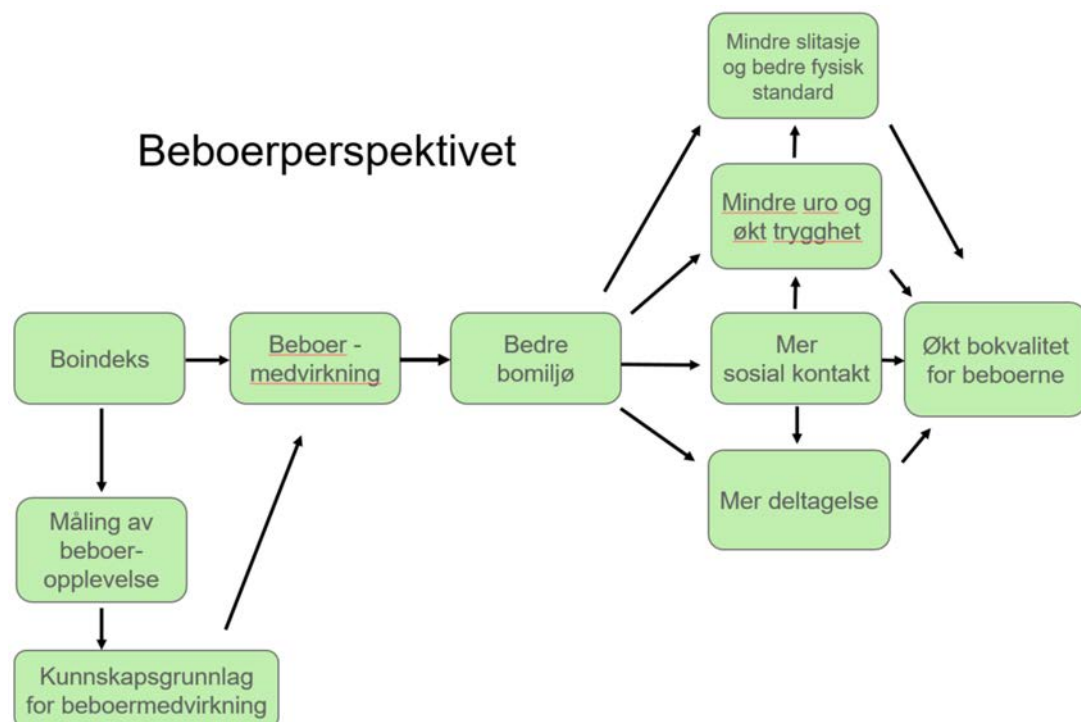 Beboerperspektivet
Mindre slitasje
og bedre fysisk
standard
Mindre uro og
økt trygghet
Boindeks
Beboer -
medvirkning
Bedre
bomiljø
Mer
sosial kontakt
Økt bokvalitet
for beboerne
Mer deltagelse
Måling av
beboer-
opplevelse
Kunnskapsgrunnlag
for beboermedvirkning